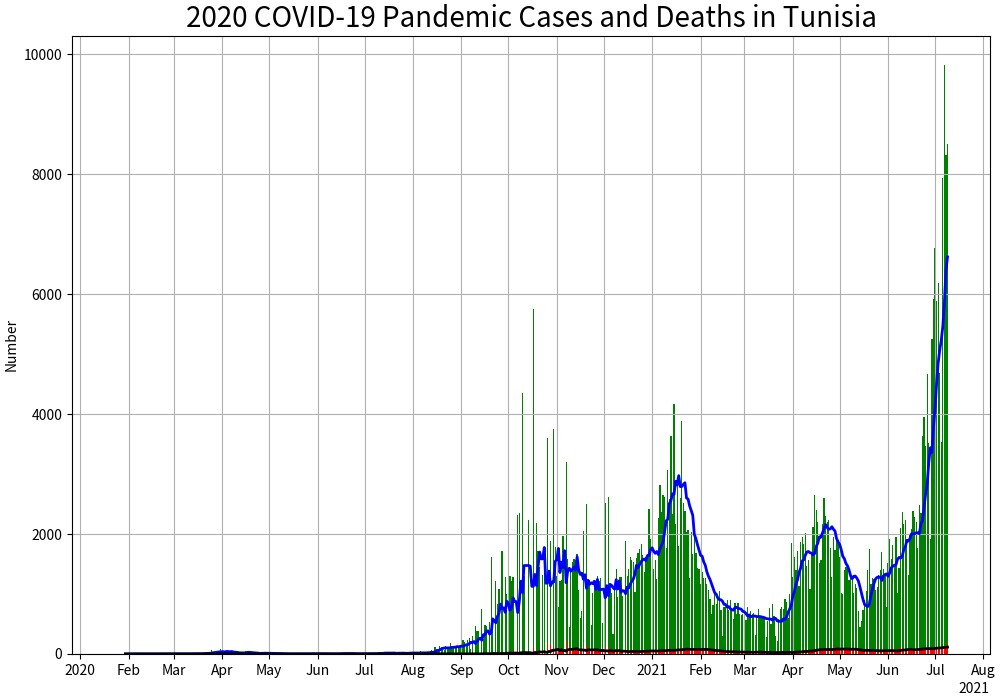 2020 COVID-19 Pandemic Cases and Deaths in Tunisia
10000
8000
6000
4000
2000
0
Number
2020 Feb Mar Apr May Jun Jul Aug Sep Oct Nov Dec 2021 Feb Mar Apr May Jun Jul Aug
2021